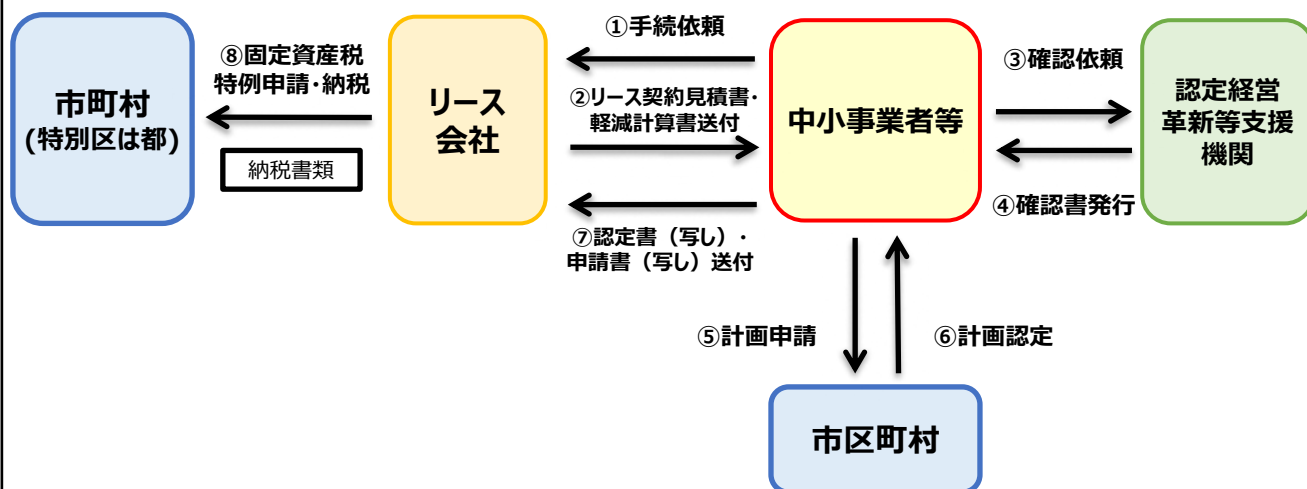 ①手続依頼
⑧固定資産税
特例申請・納税
③確認依頼
市町村
(特別区は都)
リース
会社
②リース契約見積書・
軽減計算書送付
中小事業者等
認定経営
革新等支援
機関
納税書類
④確認書発行
⑦認定書（写し）・
申請書（写し）送付
⑤計画申請
⑥計画認定
市区町村